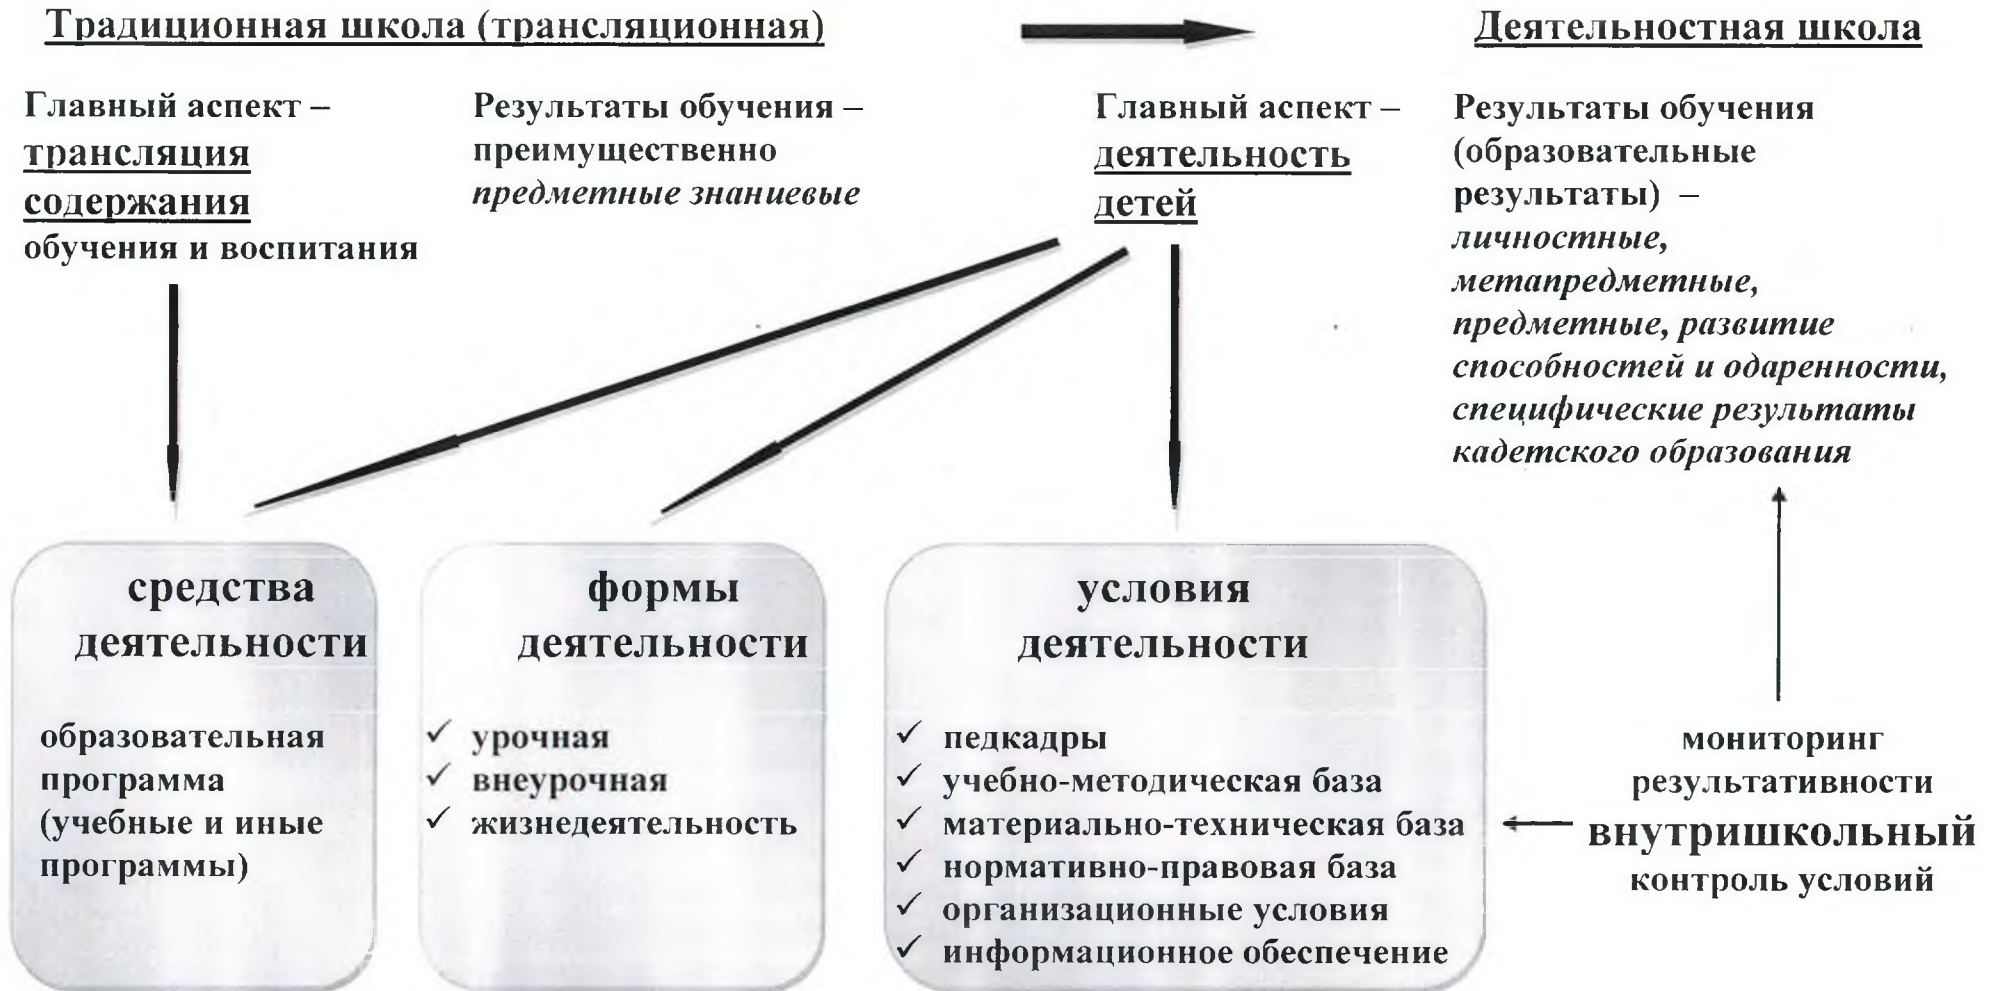 Традиционная школа (трансляционная)
Деятельностная школа
Главный аспект –
трансляция
содержания
обучения и воспитания
Результаты обучения –
преимущественно
предметные знаниевые
Главный аспект –
деятельность
детей
Результаты обучения
(образовательные
результаты) –
личностные,
метапредметные,
предметные, развитие
способностей и одаренности,
специфические результаты
кадетского образования
средства
деятельности
образовательная
программа
(учебные и иные
программы)
формы
деятельности
✓ урочная
✓ внеурочная
✓ жизнедеятельность
условия
деятельности
✓ педкадры
✓ учебно-методическая база
✓ материально-техническая база
✓ нормативно-правовая база
✓ организационные условия
✓ информационное обеспечение
мониторинг
результативности
внутришкольный
контроль условий